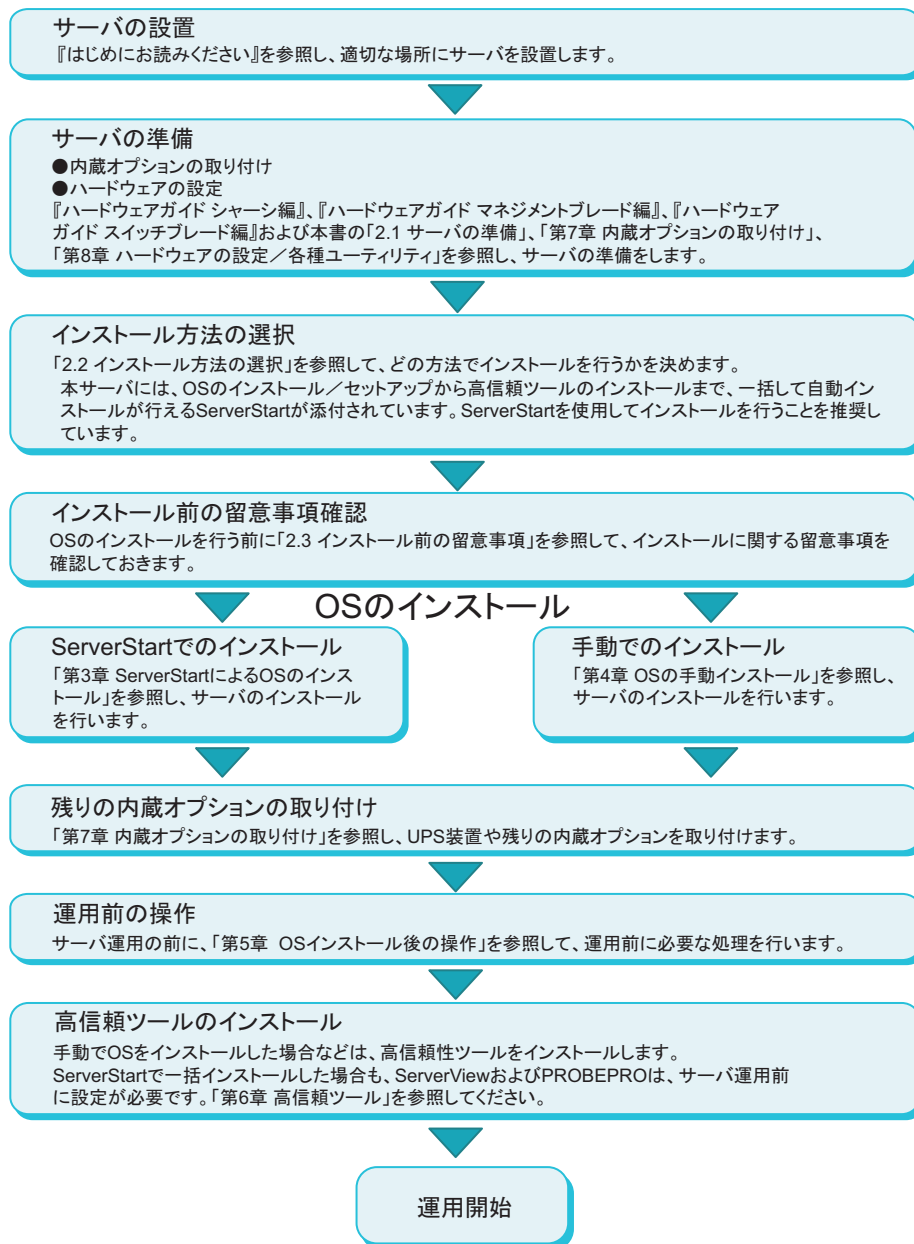 サーバの設置
『はじめにお読みください』を参照し、適切な場所にサーバを設置します。
サーバの準備
●内蔵オプションの取り付け
●ハードウェアの設定
『ハードウェアガイド シャーシ編』、『ハードウェアガイド マネジメントブレード編』、『ハードウェア
ガイド スイッチブレード編』および本書の「2.1 サーバの準備」、「第7章 内蔵オプションの取り付け」、
「第8章 ハードウェアの設定／各種ユーティリティ」を参照し、サーバの準備をします。
インストール方法の選択
「2.2 インストール方法の選択」を参照して、どの方法でインストールを行うかを決めます。
本サーバには、OSのインストール／セットアップから高信頼ツールのインストールまで、一括して自動イン
ストールが行えるServerStartが添付されています。ServerStartを使用してインストールを行うことを推奨し
ています。
インストール前の留意事項確認
OSのインストールを行う前に「2.3 インストール前の留意事項」を参照して、インストールに関する留意事項を
確認しておきます。
OSのインストール
ServerStartでのインストール
「第3章 ServerStartによるOSのインス
トール」を参照し、サーバのインストール
を行います。
手動でのインストール
「第4章 OSの手動インストール」を参照し、
サーバのインストールを行います。
残りの内蔵オプションの取り付け
「第7章 内蔵オプションの取り付け」を参照し、UPS装置や残りの内蔵オプションを取り付けます。
運用前の操作
サーバ運用の前に、「第5章 OSインストール後の操作」を参照して、運用前に必要な処理を行います。
高信頼ツールのインストール
手動でOSをインストールした場合などは、高信頼性ツールをインストールします。
ServerStartで一括インストールした場合も、ServerViewおよびPROBEPROは、サーバ運用前
に設定が必要です。「第6章 高信頼ツール」を参照してください。
運用開始